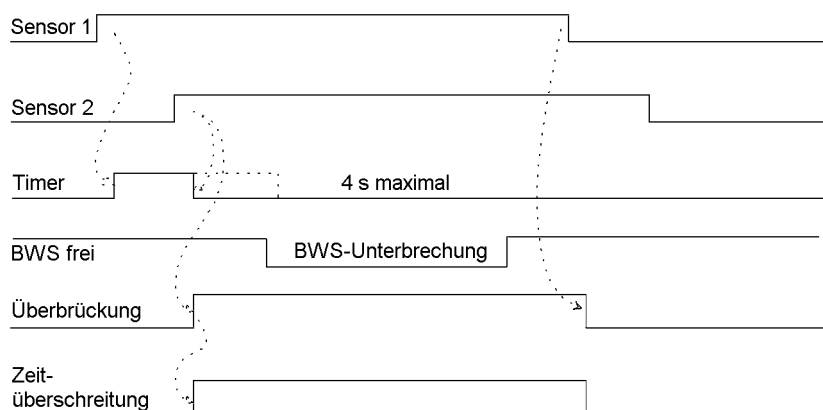 Sensor 1
Sensor 2
Timer
4 s maximal
BWS frei
BWS-Unterbrechung
Überbrückung
Zeit-
überschreitung